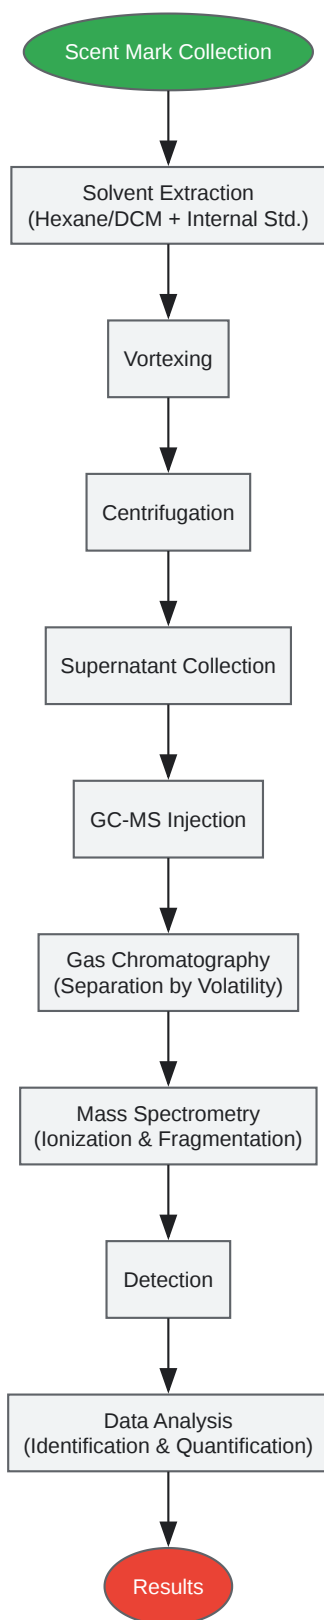 Scent Mark Collection
Solvent Extraction
(Hexane/DCM + Internal Std.)
Vortexing
Centrifugation
Supernatant Collection
GC-MS Injection
Gas Chromatography
(Separation by Volatility)
Mass Spectrometry
(Ionization & Fragmentation)
Detection
Data Analysis
(Identification & Quantification)
Results